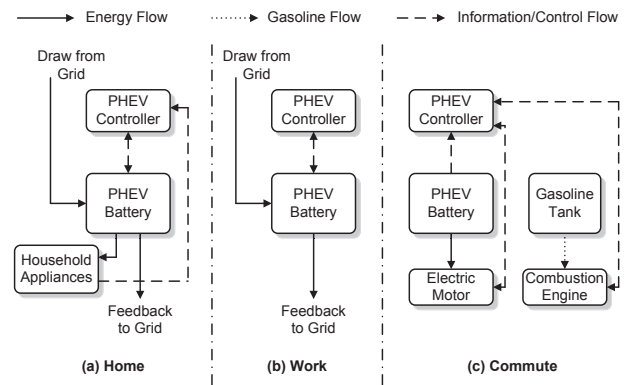 Energy Flow
Gasoline Flow
Information/Control Flow
Draw from
Grid
PHEV
Controller
PHEV
Battery
Household
Appliances
Feedback
to Grid
(a) Home
Draw from
Grid
PHEV
Controller
PHEV
Battery
Feedback
to Grid
(b) Work
PHEV
Controller
PHEV
Battery
Gasoline
Tank
Electric
Motor
Combustion
Engine
(c) Commute